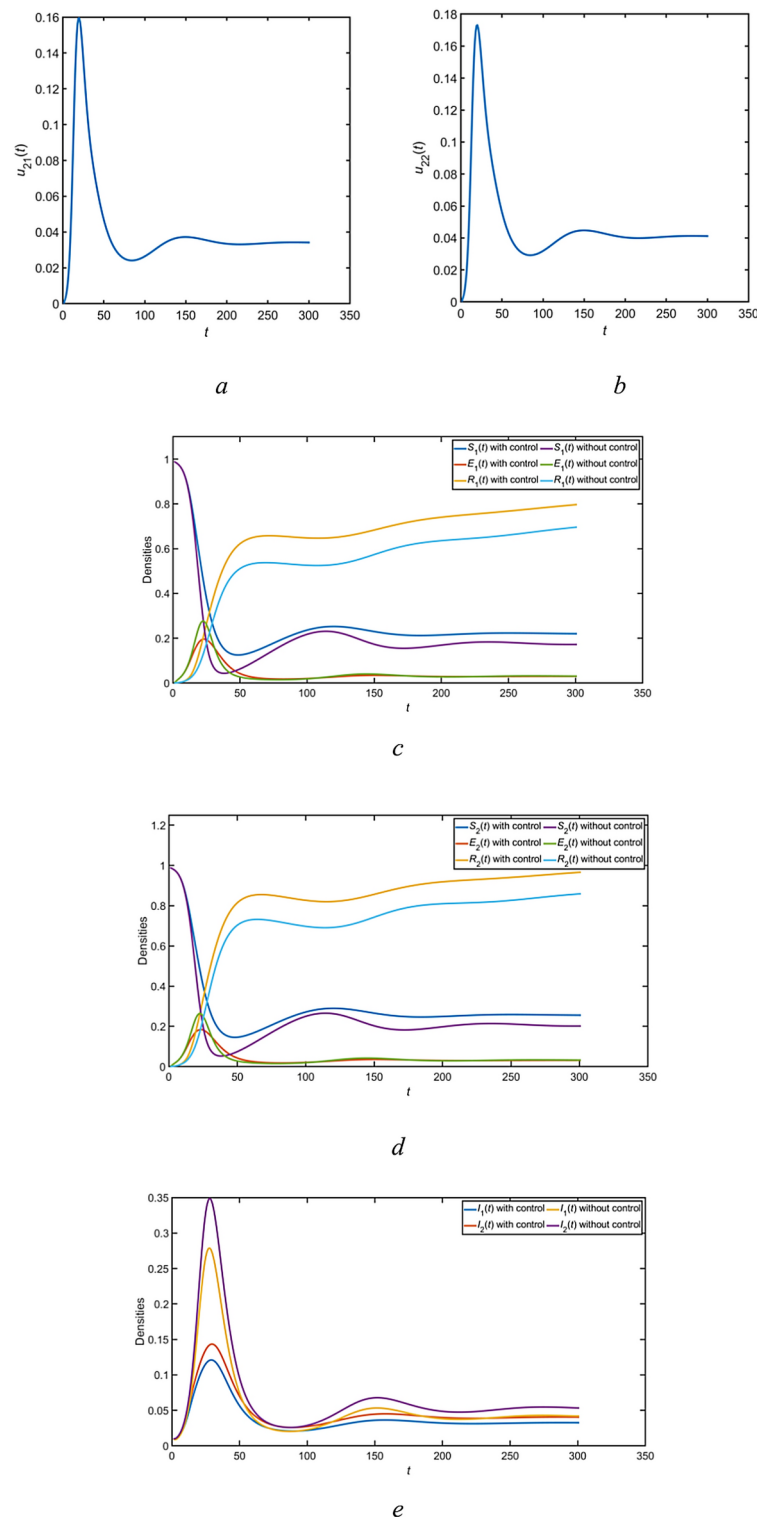 0.16
0.14
0.12
0.1
0.08
0.06
0.04
0.02
0
u21(t)
0 50 100 150 200 250 300 350
t
a
0.18
0.16
0.14
0.12
0.1
0.08
0.06
0.04
0.02
0
u22(t)
0 50 100 150 200 250 300 350
t
b
S1(t) with control S1(t) without control
E1(t) with control E1(t) without control
R1(t) with control R1(t) without control
1
0.8
0.6
0.4
0.2
0
Densities
0 50 100 150 200 250 300 350
t
c
S2(t) with control S2(t) without control
E2(t) with control E2(t) without control
R2(t) with control R2(t) without control
1.2
1
0.8
0.6
0.4
0.2
0
Densities
0 50 100 150 200 250 300 350
t
d
I1(t) with control I1(t) without control
I2(t) with control I2(t) without control
0.35
0.3
0.25
0.2
0.15
0.1
0.05
0
Densities
0 50 100 150 200 250 300 350
t
e